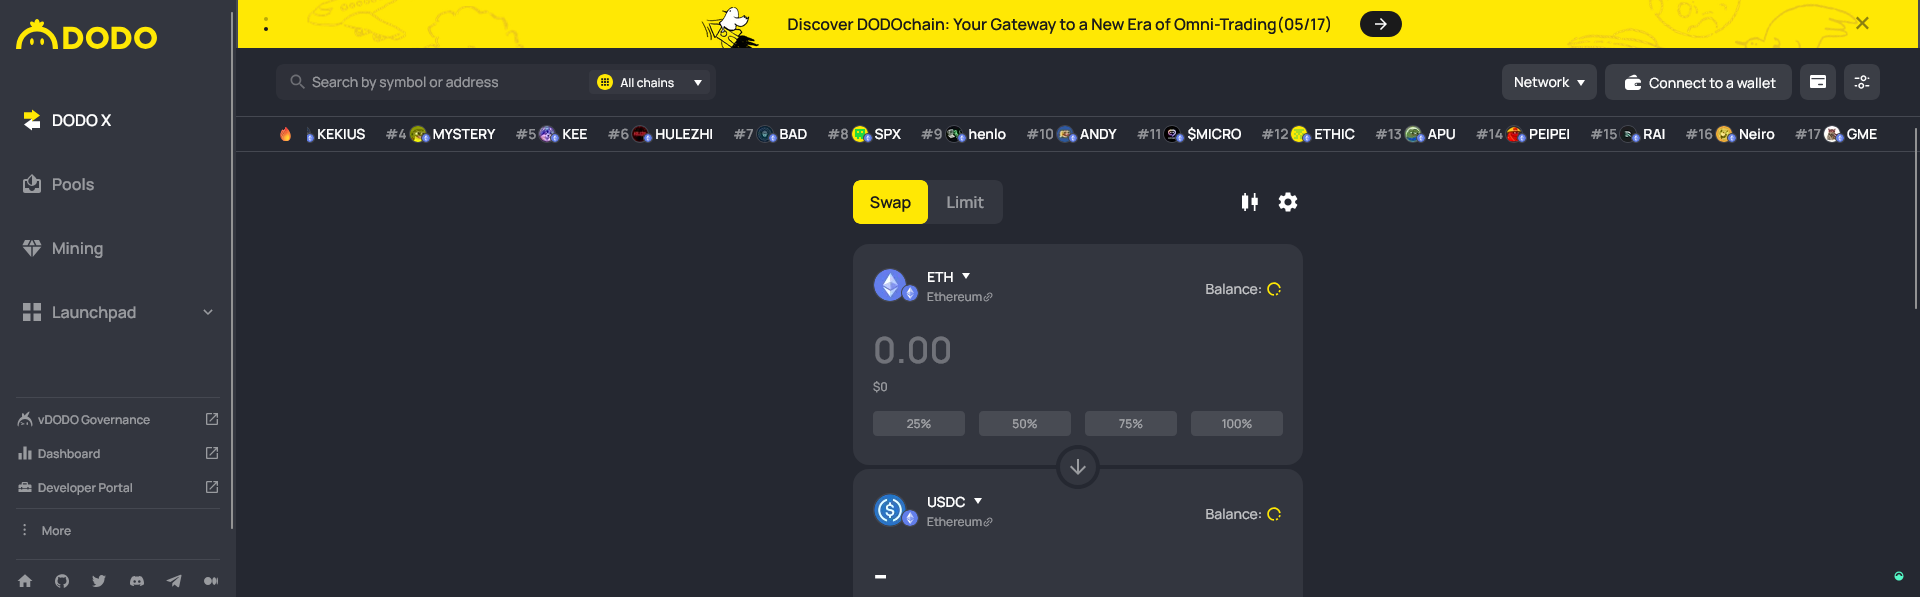 DODO
Discover DODOchain: Your Gateway to a New Era of Omni-Trading(05/17)
Search by symbol or address
All chains
Network
Connect to a wallet
DODO X
Pools
Mining
Launchpad
vDODO Governance
Dashboard
Developer Portal
More
KEKIUS #4 MYSTERY #5 KEE #6 HULEZHI #7 BAD #8 SPX #9 henlo #10 ANDY #11 $MICRO #12 ETHIC #13 APU #14 PEIPEI #15 RAI #16 Neiro #17 GME
Swap
Limit
ETH
Ethereum
Balance:
0.00
$0
25% 50% 75% 100%
USDC
Ethereum
Balance:
-